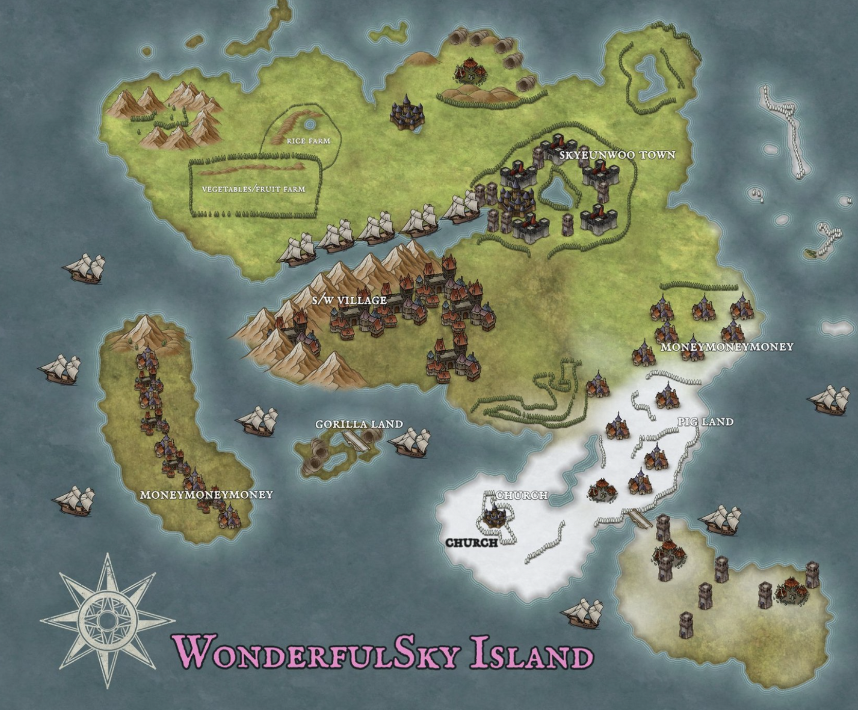 RICE FARM
SKYEUNWOO TOWN
VEGETABLES/FRUIT FARM
S/W VILLAGE
MONEYMONEYMONEY
PIG LAND
GORILLA LAND
MONEYMONEYMONEY
CHURCH
CHURCH
WONDERFULSKY ISLAND